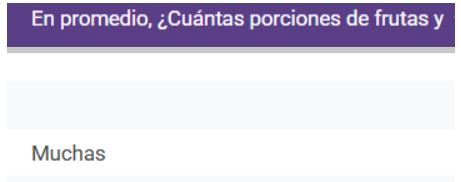 En promedio, ¿Cuántas porciones de frutas y
Muchas